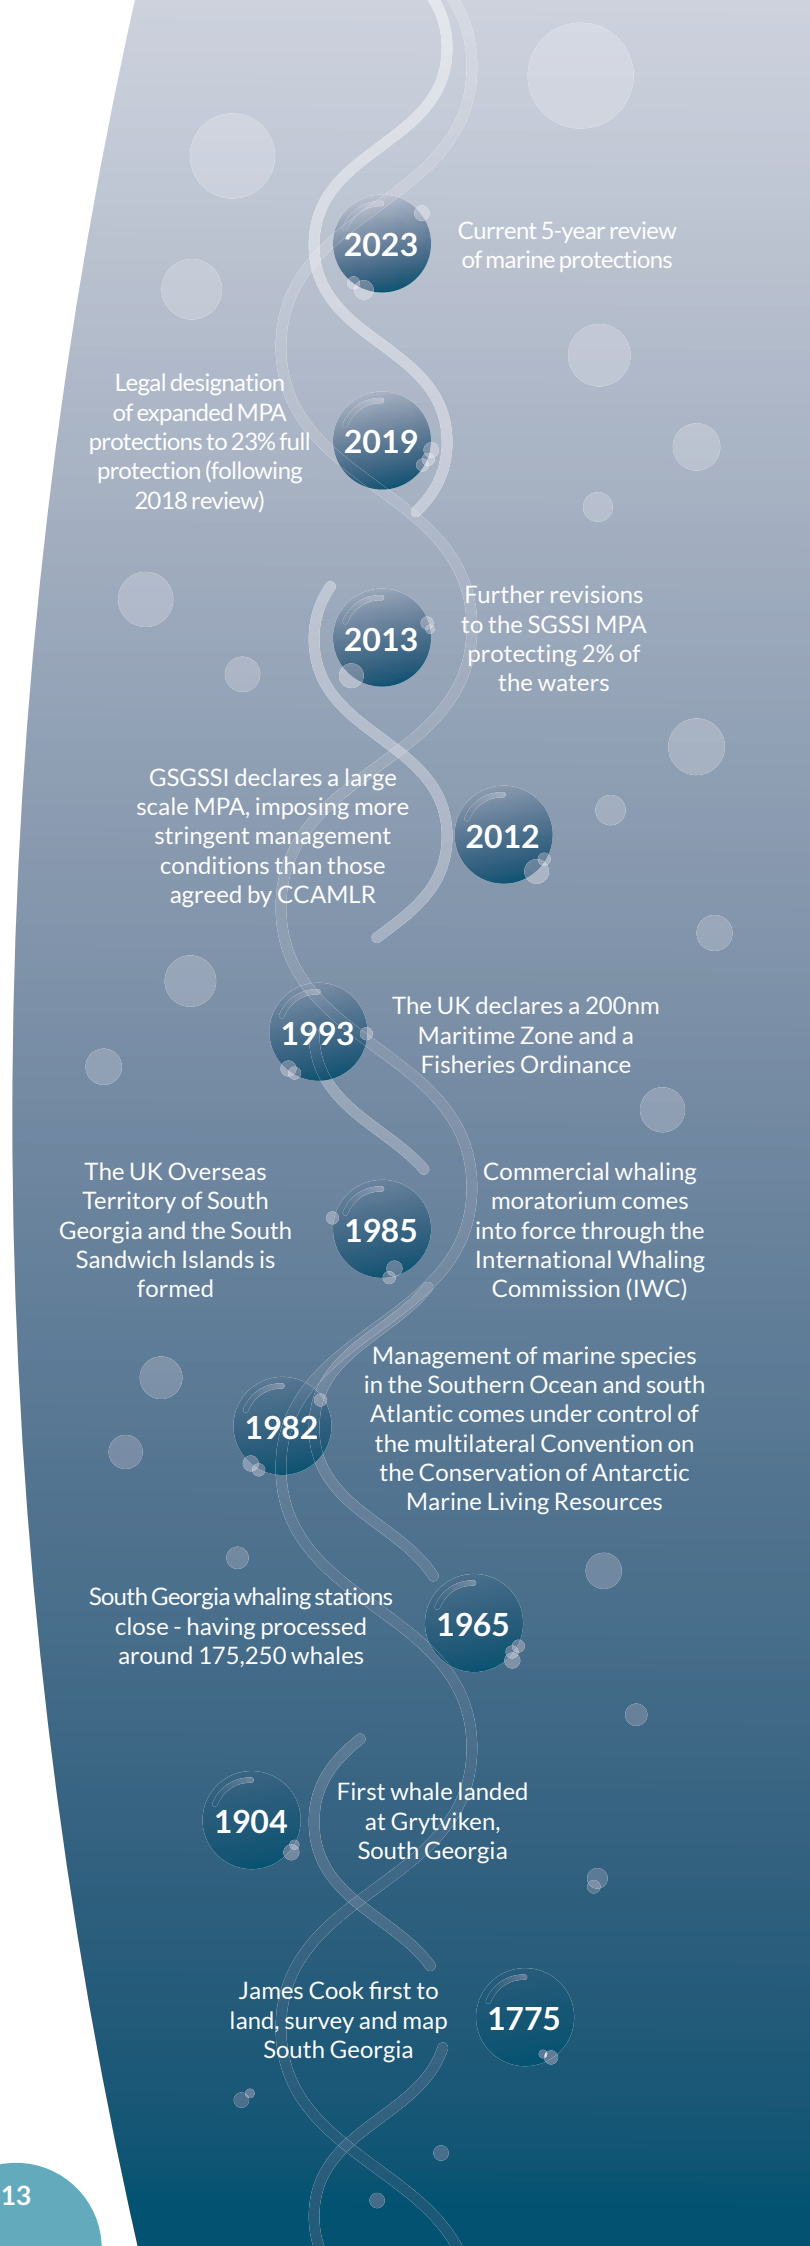 2023
Current 5-year review
of marine protections
Legal designation
of expanded MPA
protections to 23% full
protection (following
2018 review)
2019
2013
Further revisions
to the SGSSI MPA
protecting 2% of
the waters
GSGSSI declares a large
scale MPA, imposing more
stringent management
conditions than those
agreed by CCAMLR
2012
1993
The UK declares a 200nm
Maritime Zone and a
Fisheries Ordinance
The UK Overseas
Territory of South
Georgia and the South
Sandwich Islands is
formed
1985
Commercial whaling
moratorium comes
into force through the
International Whaling
Commission (IWC)
1982
Management of marine species
in the Southern Ocean and south
Atlantic comes under control of
the multilateral Convention on
the Conservation of Antarctic
Marine Living Resources
South Georgia whaling stations
close - having processed
around 175,250 whales
1965
1904
First whale landed
at Grytviken,
South Georgia
James Cook first to
land, survey and map
South Georgia
1775
13